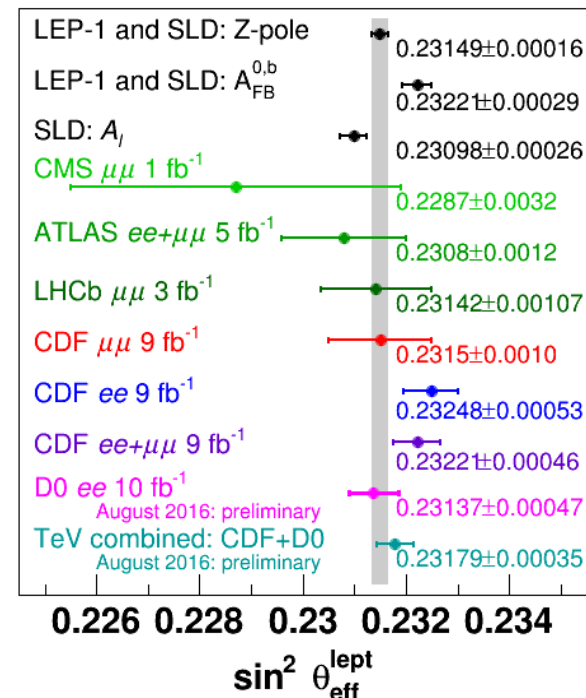 LEP-1 and SLD: Z-pole
0.23149±0.00016
LEP-1 and SLD: A_FB^0,b
0.23221±0.00029
SLD: A_l
0.23098±0.00026
CMS μμ 1 fb⁻¹
0.2287±0.0032
ATLAS ee+μμ 5 fb⁻¹
0.2308±0.0012
LHCb μμ 3 fb⁻¹
0.23142±0.00107
CDF μμ 9 fb⁻¹
0.2315±0.0010
CDF ee 9 fb⁻¹
0.23248±0.00053
CDF ee+μμ 9 fb⁻¹
0.23221±0.00046
D0 ee 10 fb⁻¹
August 2016: preliminary
0.23137±0.00047
TeV combined: CDF+D0
August 2016: preliminary
0.23179±0.00035
0.226 0.228 0.23 0.232 0.234
sin² θ_eff^lept